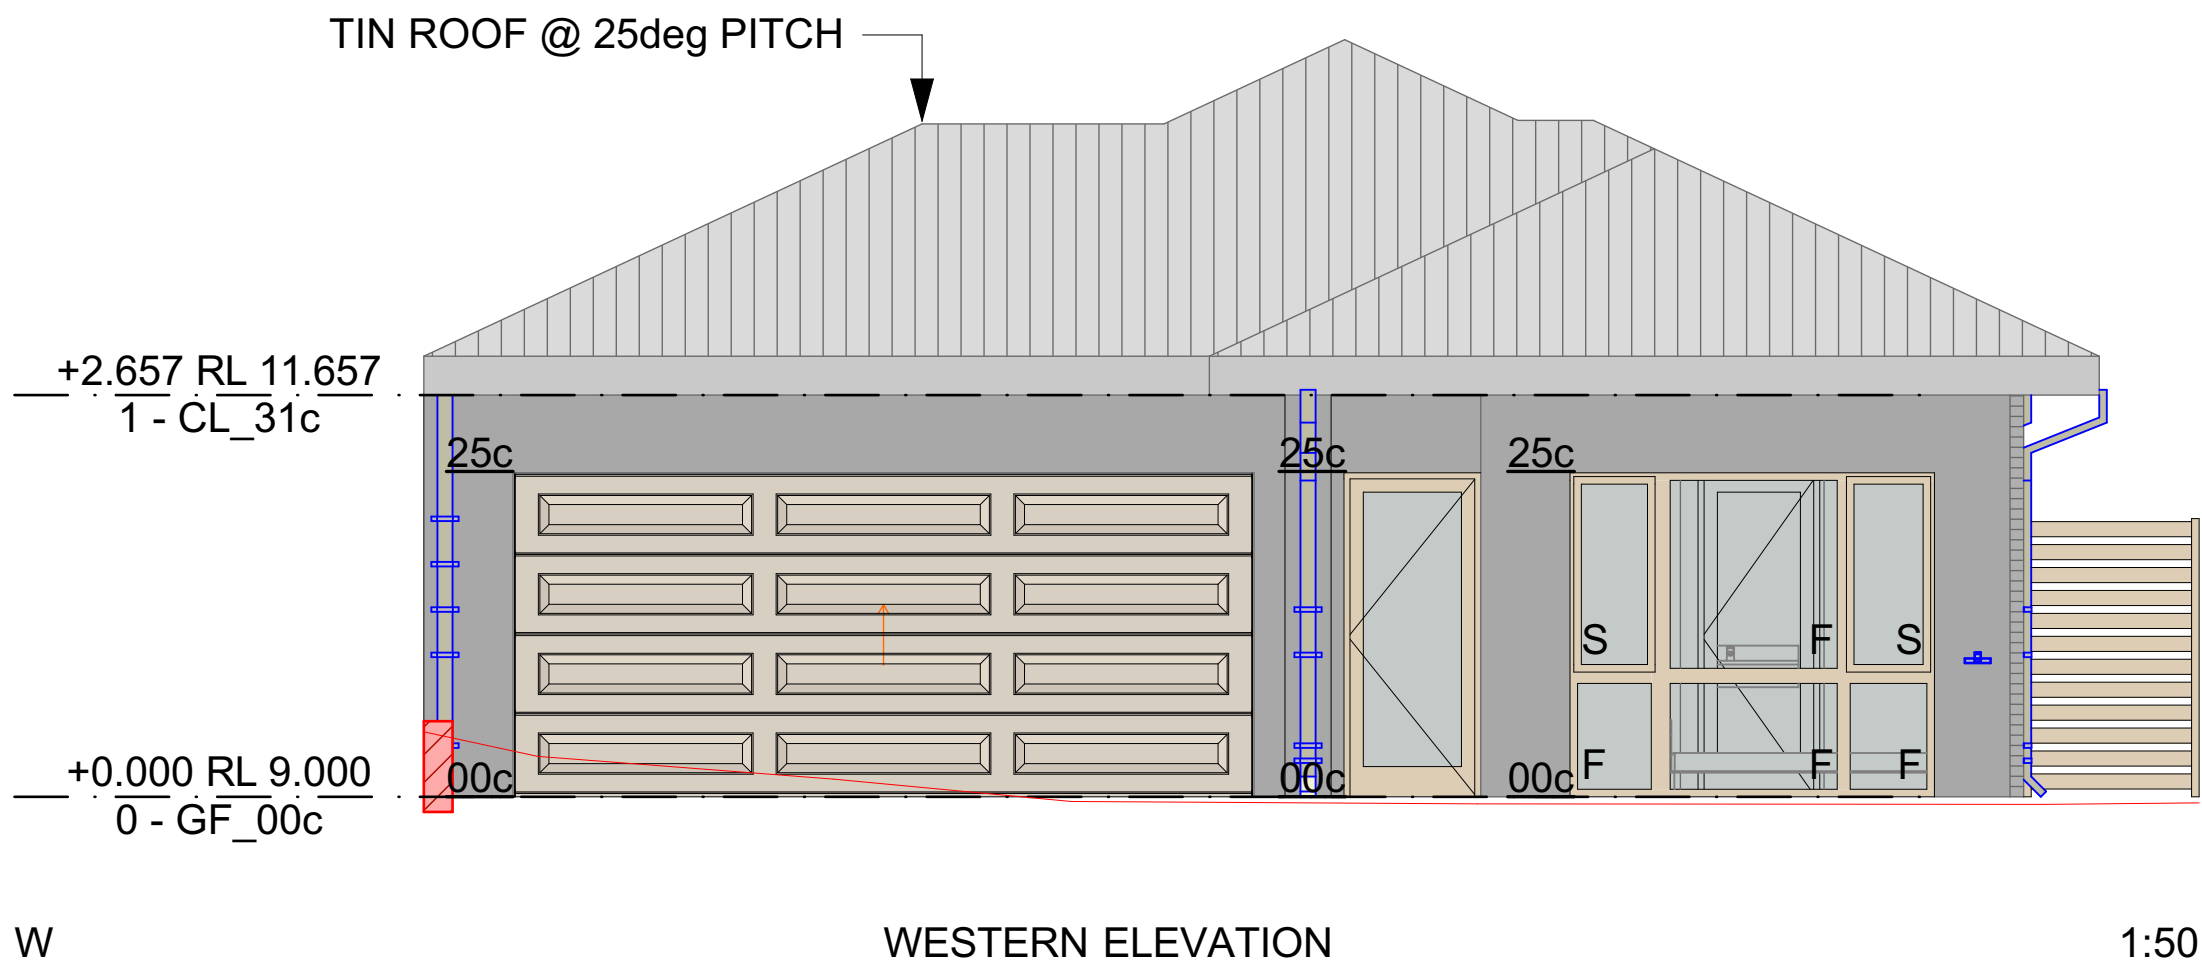 TIN ROOF @ 25deg PITCH
+2.657 RL 11.657
1 - CL_31c
25c
25c
25c
S
F
S
F
F
F
+0.000 RL 9.000
00c
00c
00c
0 - GF_00c
W
WESTERN ELEVATION
1:50